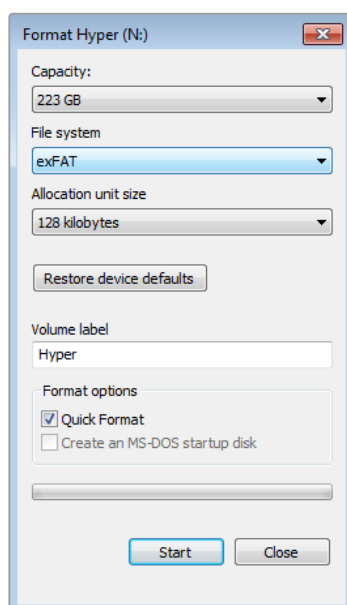 Format Hyper (N:)
Capacity:
223 GB
File system
exFAT
Allocation unit size
128 kilobytes
Restore device defaults
Volume label
Hyper
Format options
Quick Format
Create an MS-DOS startup disk
Start Close